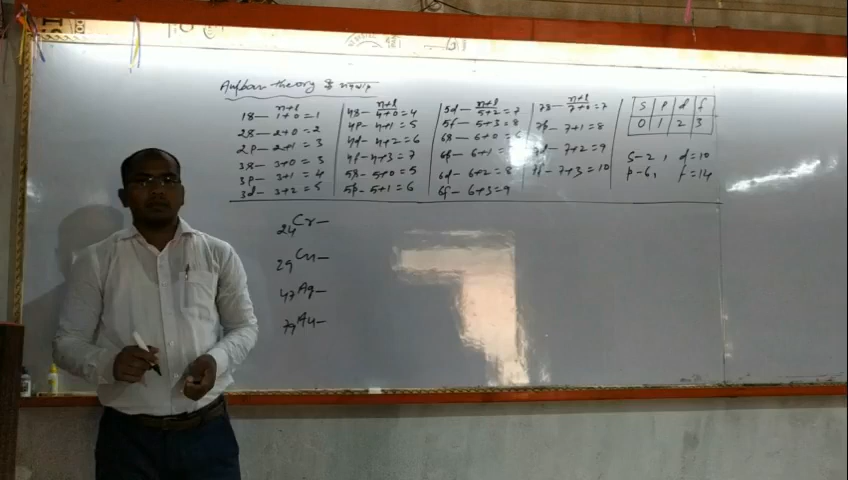 Aufbau theory के अपवाद
n+l
1s— 1+0=1
2s— 2+0=2
2p— 2+1=3
3s— 3+0=3
3p— 3+1=4
3d— 3+2=5
n+l
4s— 4+0=4
4p— 4+1=5
4d— 4+2=6
4f— 4+3=7
5s— 5+0=5
5p— 5+1=6
n+l
5d— 5+2=7
5f— 5+3=8
6s— 6+0=6
6p— 6+1=
6d— 6+2=8
6f— 6+3=9
n+l
7s— 7+0=7
7p— 7+1=8
7d— 7+2=9
7f— 7+3=10
S P d f
0 1 2 3
S-2, d=10
P-6, f=14
24Cr—
29Cu—
47Ag—
79Au—